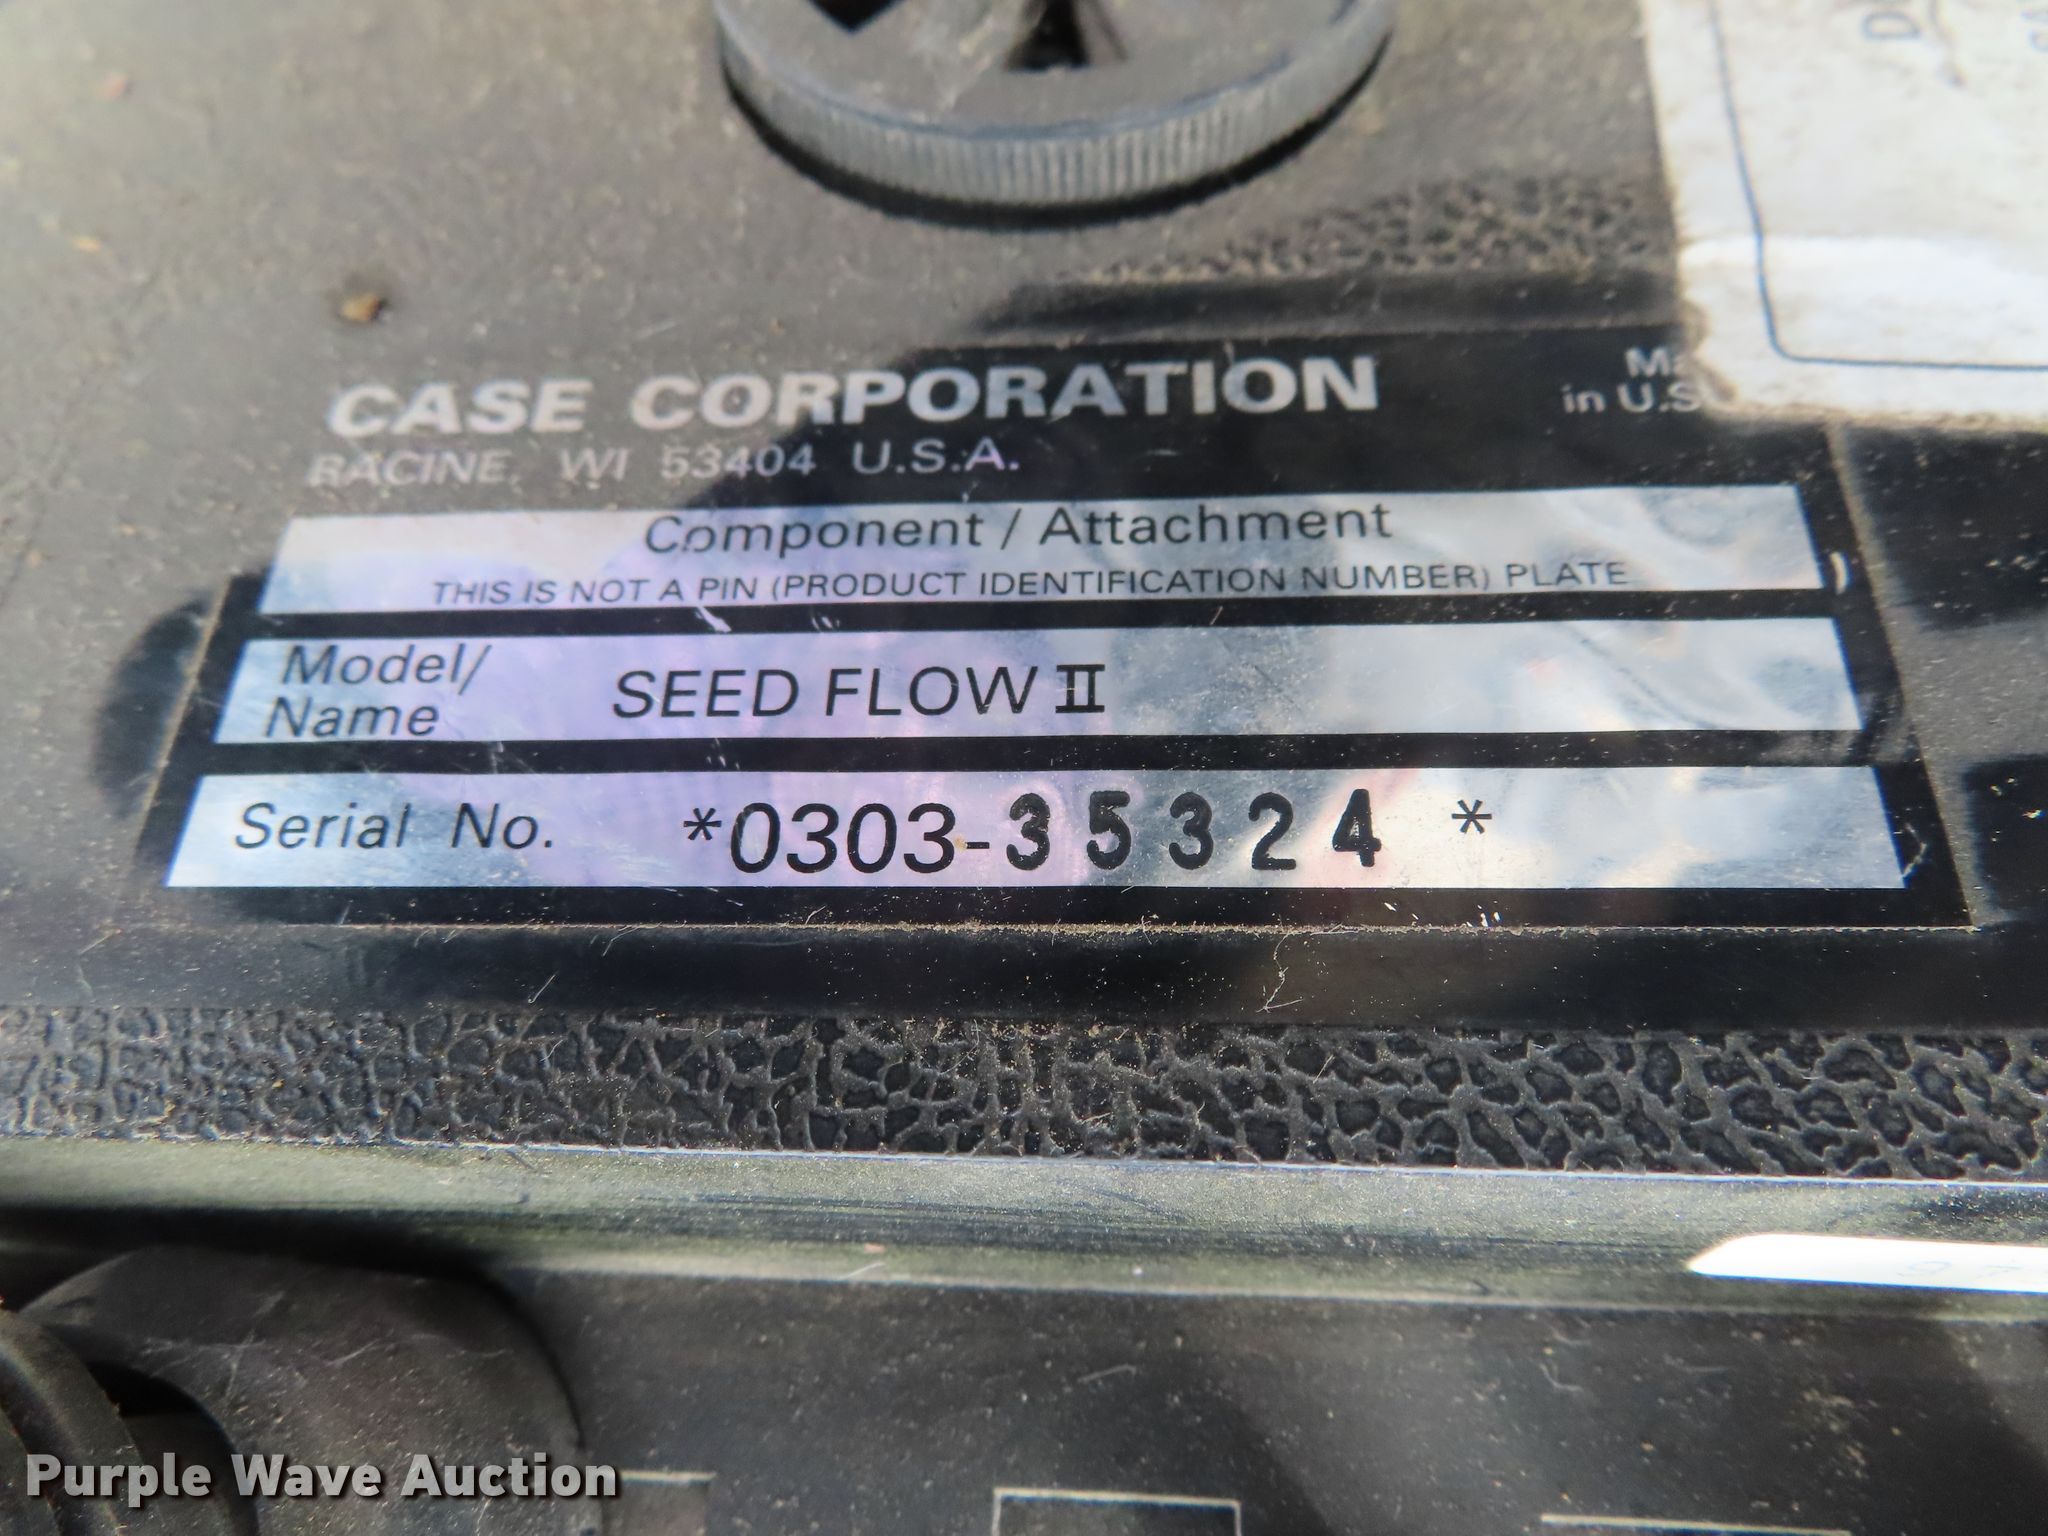 CASE CORPORATION
in U.S
RACINE, WI 53404 U.S.A.
Component / Attachment
THIS IS NOT A PIN (PRODUCT IDENTIFICATION NUMBER) PLATE
Model/
Name
SEED FLOW II
Serial No. *0303-35324 *
Purple Wave Auction